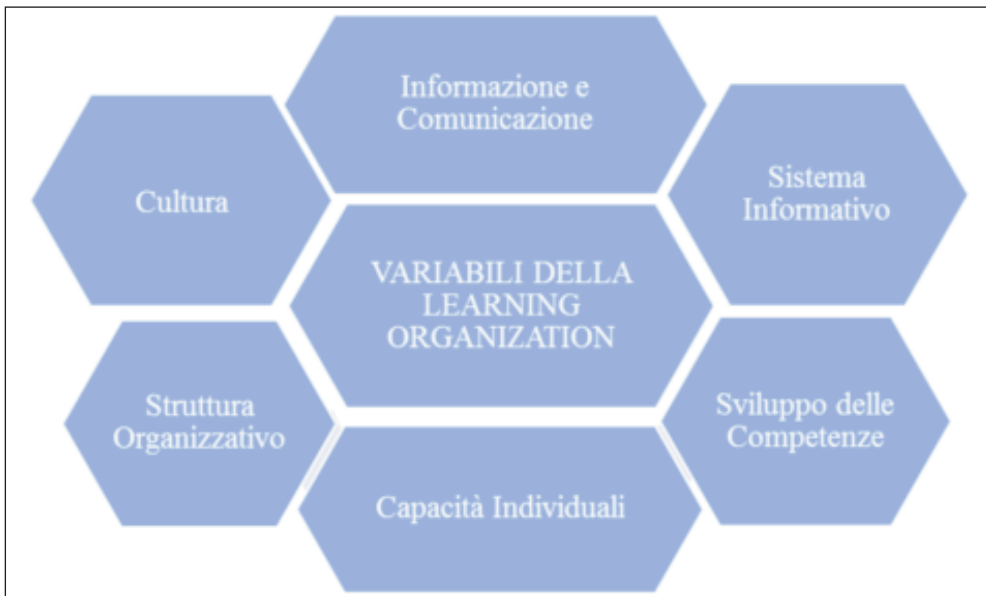 Informazione e
Comunicazione
Cultura
Sistema
Informativo
VARIABILI DELLA
LEARNING
ORGANIZATION
Struttura
Organizzativo
Sviluppo delle
Competenze
Capacità Individuali